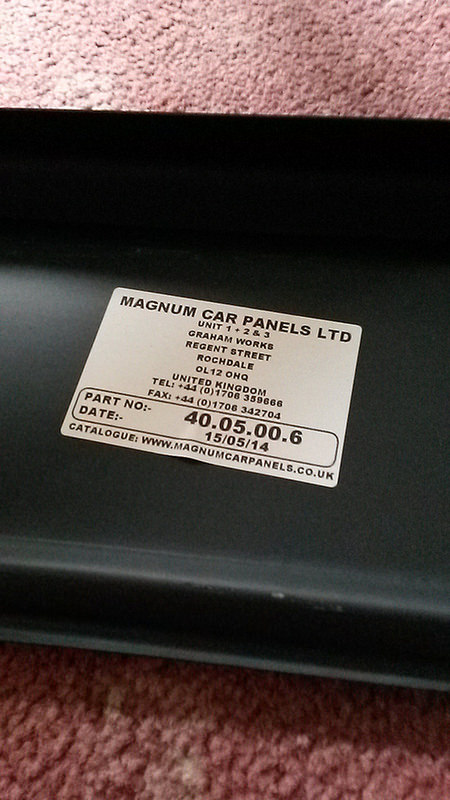 MAGNUM CAR PANELS LTD
UNIT 1 + 2 & 3
GRAHAM WORKS
REGENT STREET
ROCHDALE
OL12 OHQ
UNITED KINGDOM
TEL: +44 (0)1706 359666
FAX: +44 (0)1706 342704
PART NO:- 40.05.00.6
DATE:- 15/05/14
CATALOGUE: WWW.MAGNUMCARPANELS.CO.UK